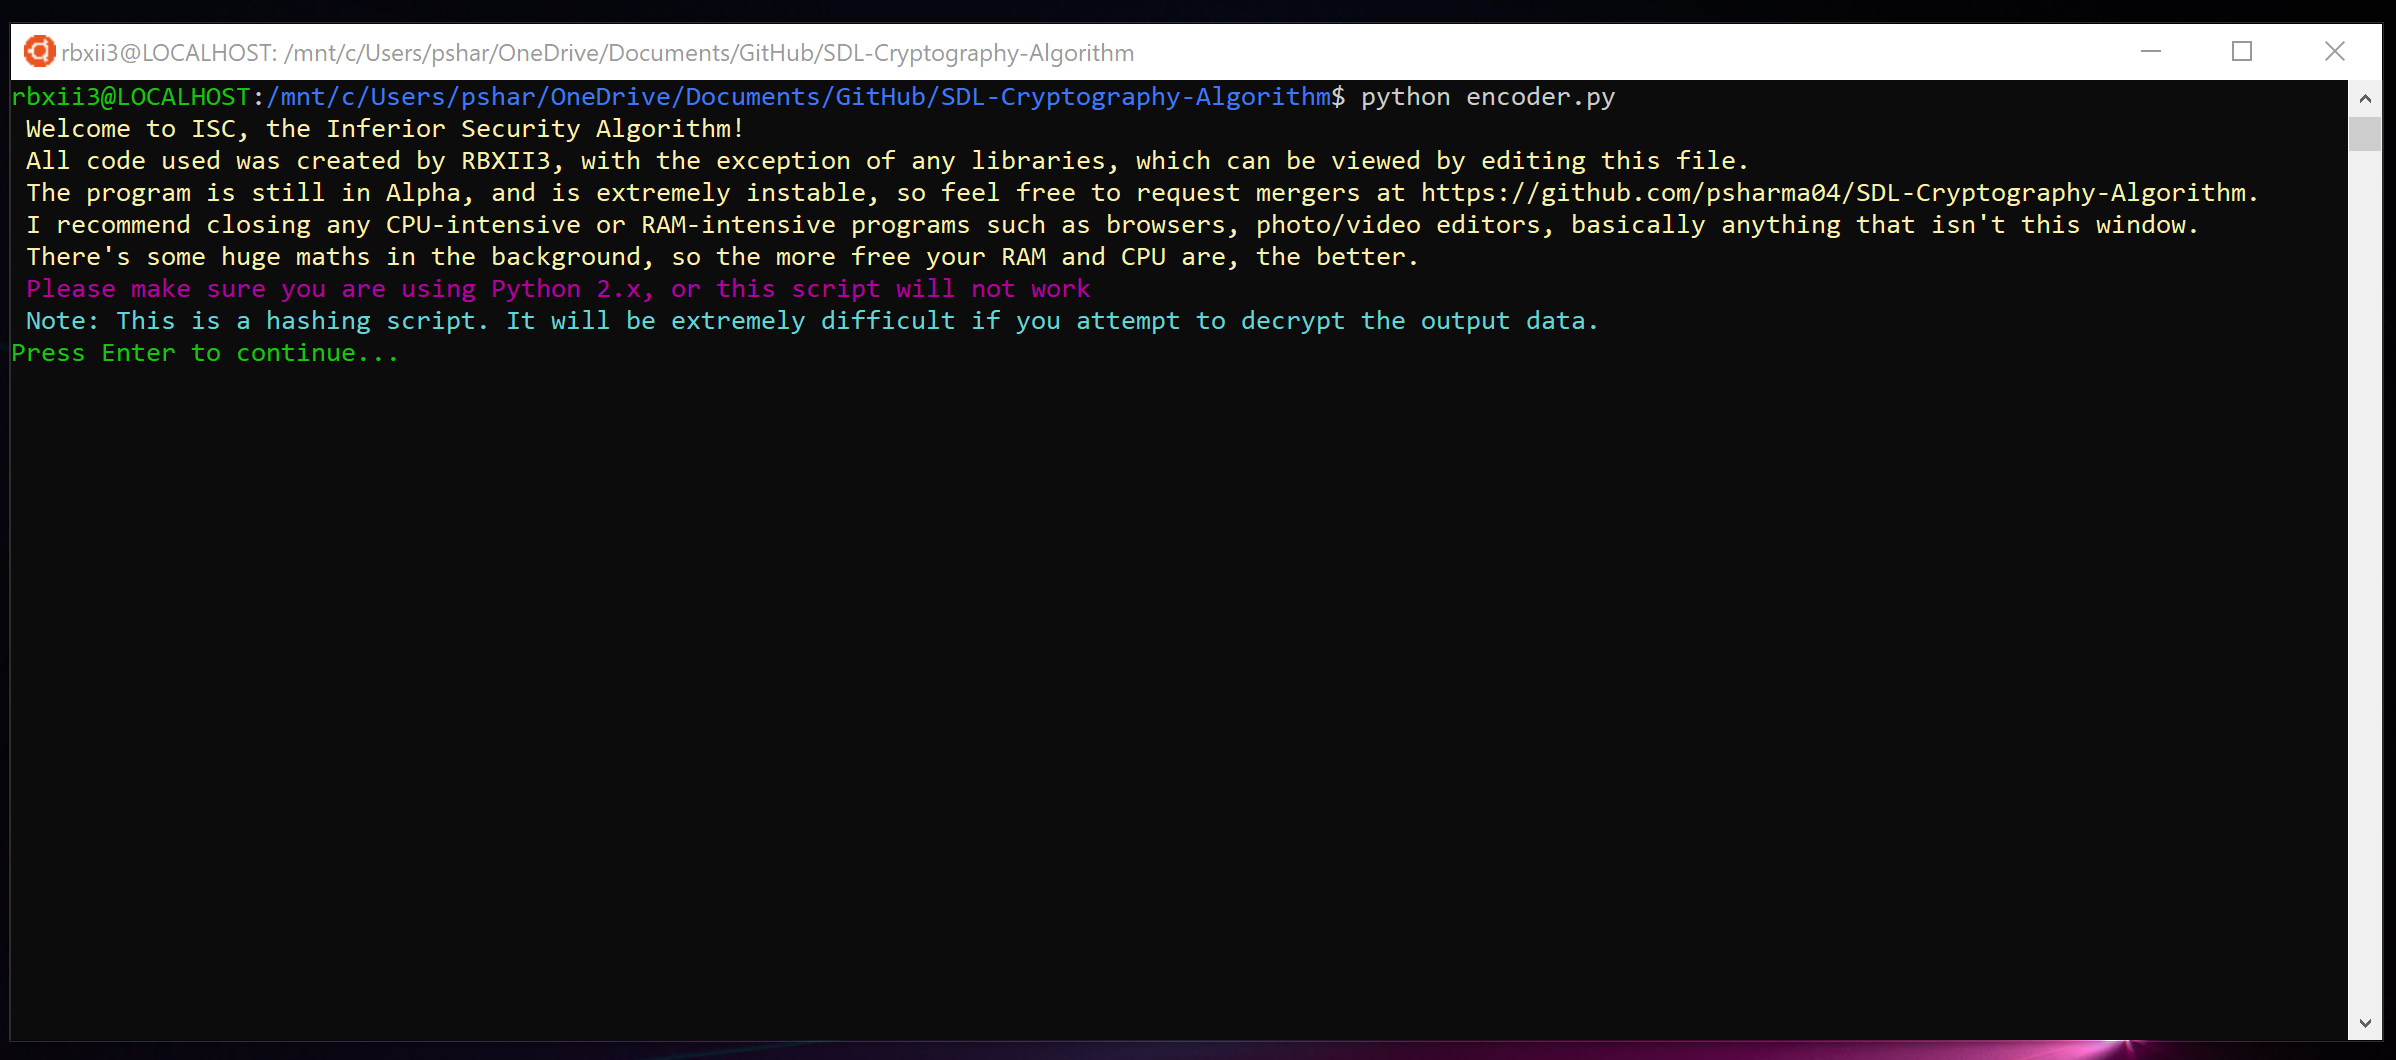 rbxii3@LOCALHOST: /mnt/c/Users/pshar/OneDrive/Documents/GitHub/SDL-Cryptography-Algorithm
rbxii3@LOCALHOST:/mnt/c/Users/pshar/OneDrive/Documents/GitHub/SDL-Cryptography-Algorithm$ python encoder.py
Welcome to ISC, the Inferior Security Algorithm!
All code used was created by RBXII3, with the exception of any libraries, which can be viewed by editing this file.
The program is still in Alpha, and is extremely instable, so feel free to request mergers at https://github.com/psharma04/SDL-Cryptography-Algorithm.
I recommend closing any CPU-intensive or RAM-intensive programs such as browsers, photo/video editors, basically anything that isn't this window.
There's some huge maths in the background, so the more free your RAM and CPU are, the better.
Please make sure you are using Python 2.x, or this script will not work
Note: This is a hashing script. It will be extremely difficult if you attempt to decrypt the output data.
Press Enter to continue...